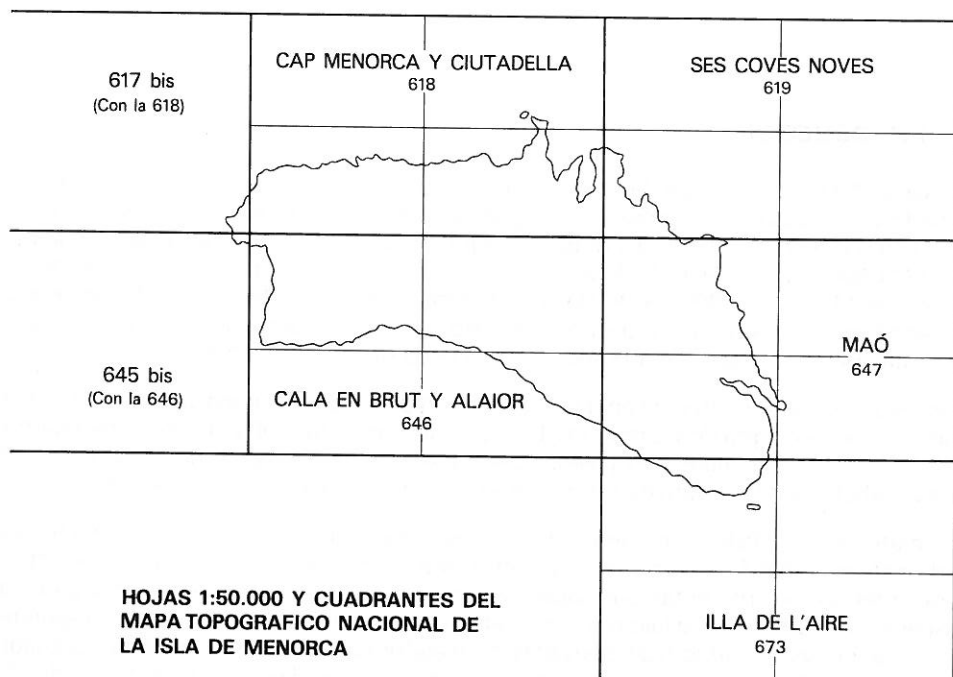 617 bis
(Con la 618)
CAP MENORCA Y CIUTADELLA
618
SES COVES NOVES
619
645 bis
(Con la 646)
CALA EN BRUT Y ALAIOR
646
MAÓ
647
HOJAS 1:50.000 Y CUADRANTES DEL
MAPA TOPOGRAFICO NACIONAL DE
LA ISLA DE MENORCA
ILLA DE L'AIRE
673